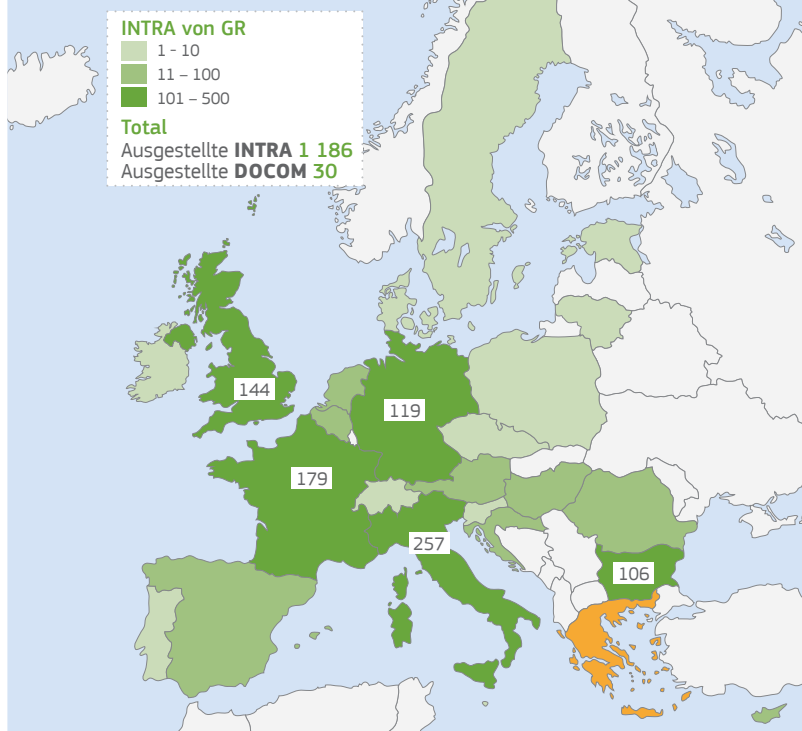 INTRA von GR
1 - 10
11 – 100
101 – 500
Total
Ausgestellte INTRA 1 186
Ausgestellte DOCOM 30
144
119
179
257
106